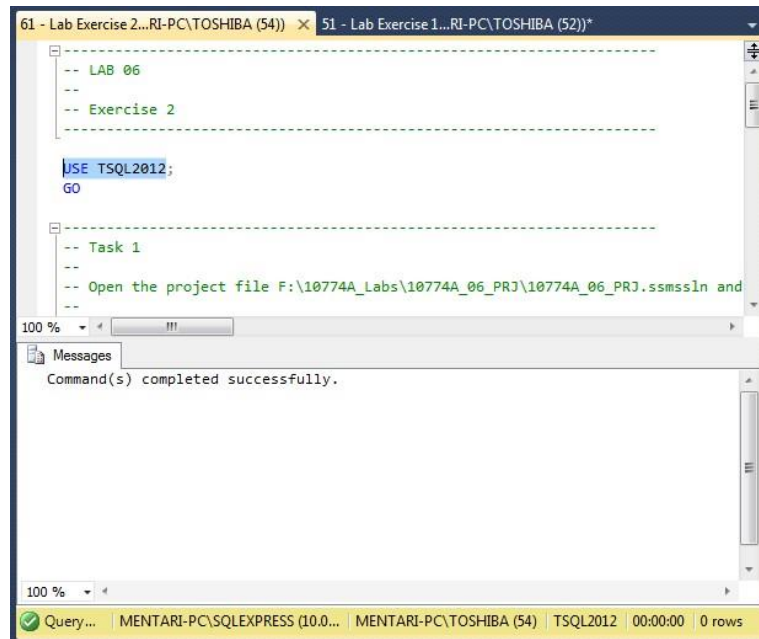 61 - Lab Exercise 2...RI-PC\TOSHIBA (54)) 51 - Lab Exercise 1...RI-PC\TOSHIBA (52))*
-------------------------------------------------------------------
-- LAB 06
--
-- Exercise 2
-------------------------------------------------------------------
USE TSQL2012;
GO
-------------------------------------------------------------------
-- Task 1
--
-- Open the project file F:\10774A_Labs\10774A_06_PRJ\10774A_06_PRJ.ssmssln and
--
100 %
Messages
Command(s) completed successfully.
100 %
Query... MENTARI-PC\SQLEXPRESS (10.0... MENTARI-PC\TOSHIBA (54) TSQL2012 00:00:00 0 rows